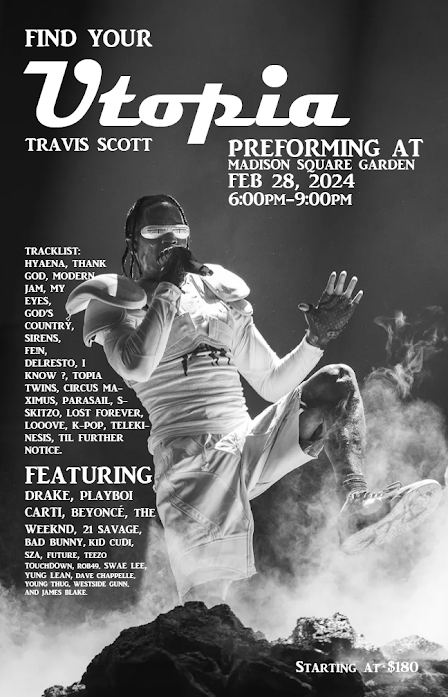 FIND YOUR
Utopia
TRAVIS SCOTT
PREFORMING AT
MADISON SQUARE GARDEN
FEB 28, 2024
6:00PM–9:00PM
TRACKLIST:
HYAENA, THANK
GOD, MODERN
JAM, MY
EYES,
GOD'S
COUNTRY,
SIRENS,
FEIN,
DELRESTO, I
KNOW ?, TOPIA
TWINS, CIRCUS MA-
XIMUS, PARASAIL, S-
SKITZO, LOST FOREVER,
LOOOVE, K-POP, TELEKI-
NESIS, TIL FURTHER
NOTICE.
FEATURING
DRAKE, PLAYBOI
CARTI, BEYONCÉ, THE
WEEKND, 21 SAVAGE,
BAD BUNNY, KID CUDI,
SZA, FUTURE, TEEZO
TOUCHDOWN, ROB49, SWAE LEE,
YUNG LEAN, DAVE CHAPPELLE,
YOUNG THUG, WESTSIDE GUNN,
AND JAMES BLAKE.
STARTING AT $180